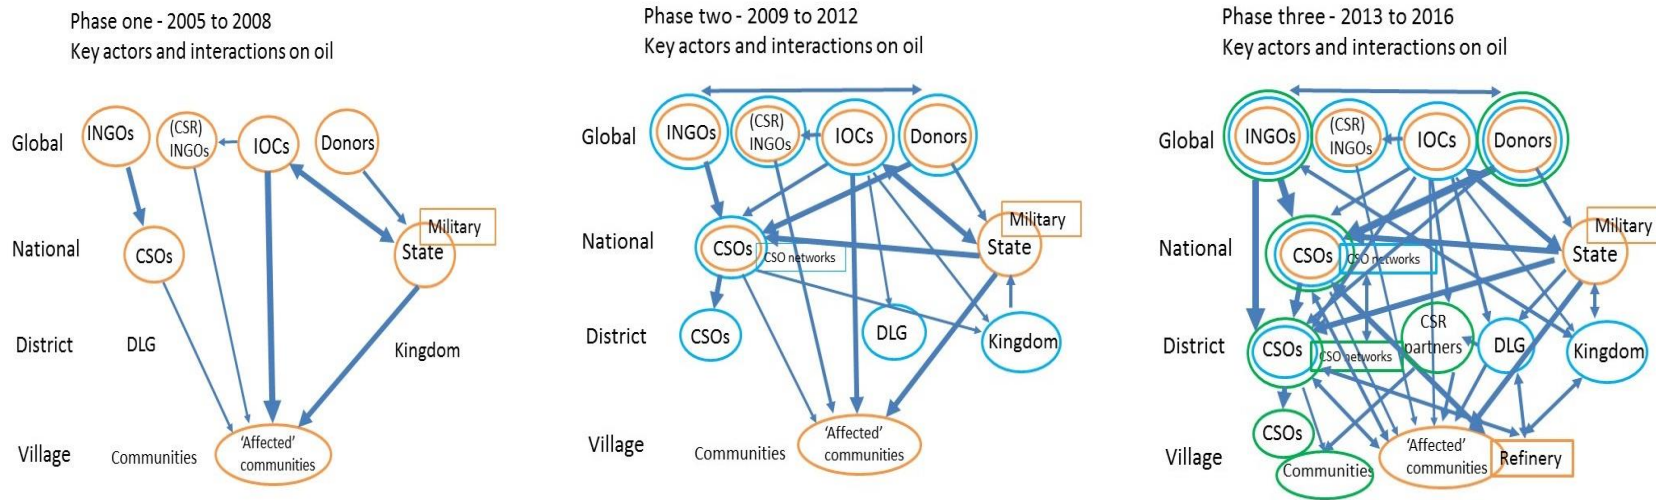 Phase one - 2005 to 2008
Key actors and interactions on oil
Global
INGOs
(CSR)
INGOs
IOCs
Donors
National
CSOs
Military
State
District
DLG
Kingdom
Village
Communities
'Affected'
communities
Phase two - 2009 to 2012
Key actors and interactions on oil
Global
INGOs
(CSR)
INGOs
IOCs
Donors
National
CSOs
CSO networks
Military
State
District
CSOs
DLG
Kingdom
Village
Communities
'Affected'
communities
Phase three - 2013 to 2016
Key actors and interactions on oil
Global
INGOs
(CSR)
INGOs
IOCs
Donors
National
CSOs
CSO networks
Military
State
District
CSOs
CSO networks
CSR
partners
DLG
Kingdom
Village
CSOs
Communities
'Affected'
communities
Refinery